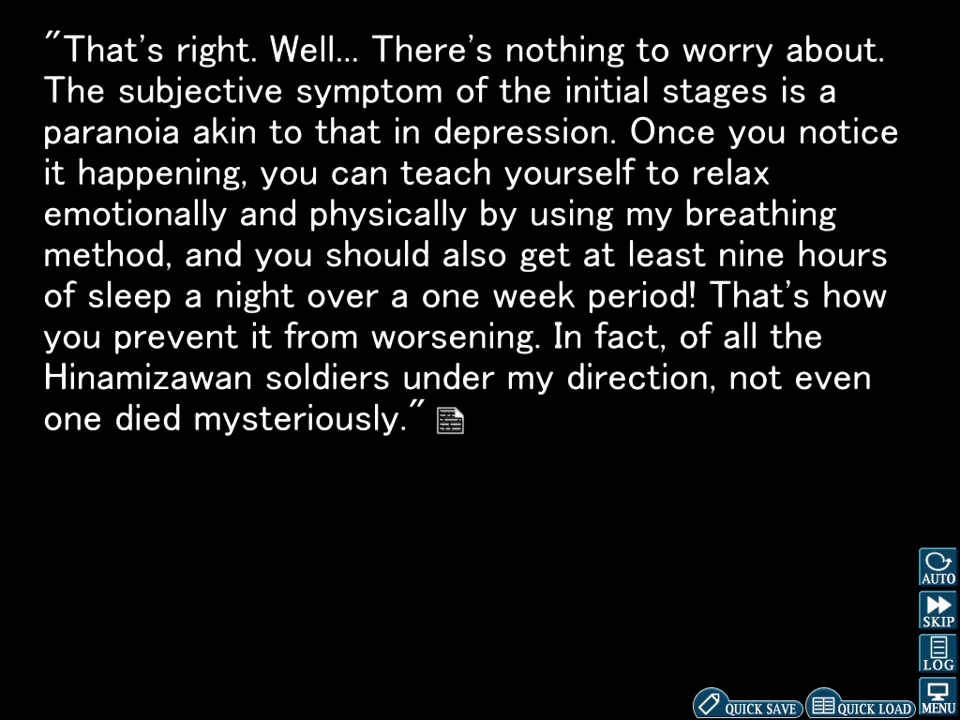 "That's right. Well... There's nothing to worry about.
The subjective symptom of the initial stages is a
paranoia akin to that in depression. Once you notice
it happening, you can teach yourself to relax
emotionally and physically by using my breathing
method, and you should also get at least nine hours
of sleep a night over a one week period! That's how
you prevent it from worsening. In fact, of all the
Hinamizawan soldiers under my direction, not even
one died mysteriously."
AUTO
SKIP
LOG
MENU
QUICK SAVE
QUICK LOAD